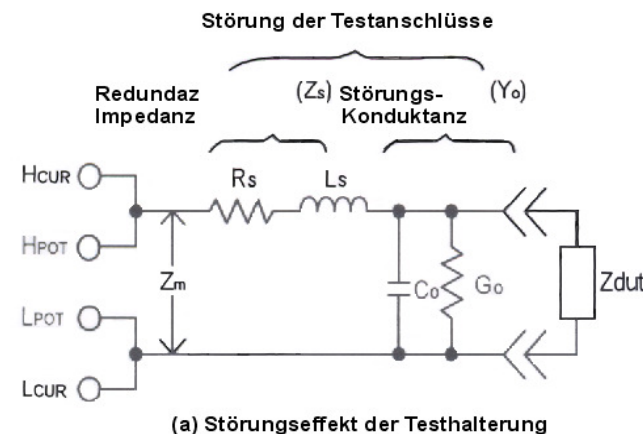 Störung der Testanschlüsse
Redundaz
Impedanz
(Zs)
Störungs-
Konduktanz
(Yo)
HCUR
Rs
Ls
HPOT
Zm
Co
Go
Zdut
LPOT
LCUR
(a) Störungseffekt der Testhalterung